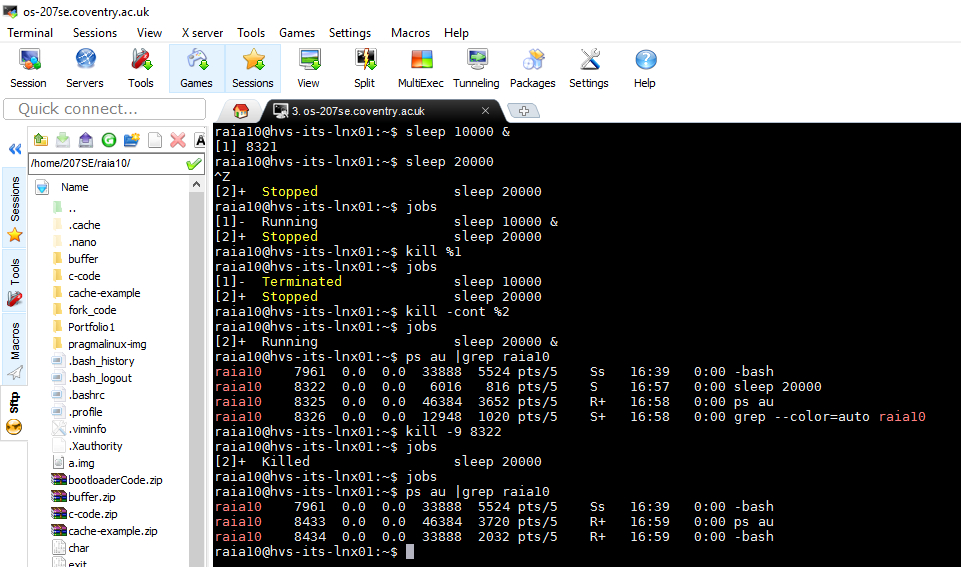 os-207se.coventry.ac.uk
Terminal Sessions View X server Tools Games Settings Macros Help
Session Servers Tools Games Sessions View Split MultiExec Tunneling Packages Settings Help
Quick connect...
3. os-207se.coventry.acuk
/home/207SE/raia10/
Sessions
Tools
Macros
Sftp
Name
..
.cache
.nano
buffer
c-code
cache-example
fork_code
Portfolio1
pragmalinux-img
.bash_history
.bash_logout
.bashrc
.profile
.viminfo
.Xauthority
a.img
bootloaderCode.zip
buffer.zip
c-code.zip
cache-example.zip
char
exit
raia10@hvs-its-lnx01:~$ sleep 10000 &
[1] 8321
raia10@hvs-its-lnx01:~$ sleep 20000
^Z
[2]+  Stopped                 sleep 20000
raia10@hvs-its-lnx01:~$ jobs
[1]-  Running                 sleep 10000 &
[2]+  Stopped                 sleep 20000
raia10@hvs-its-lnx01:~$ kill %1
raia10@hvs-its-lnx01:~$ jobs
[1]-  Terminated              sleep 10000
[2]+  Stopped                 sleep 20000
raia10@hvs-its-lnx01:~$ kill -cont %2
raia10@hvs-its-lnx01:~$ jobs
[2]+  Running                 sleep 20000 &
raia10@hvs-its-lnx01:~$ ps au |grep raia10
raia10    7961  0.0  0.0  33888  5524 pts/5    Ss   16:39   0:00 -bash
raia10    8322  0.0  0.0   6016   816 pts/5    S    16:57   0:00 sleep 20000
raia10    8325  0.0  0.0  46384  3652 pts/5    R+   16:58   0:00 ps au
raia10    8326  0.0  0.0  12948  1020 pts/5    S+   16:58   0:00 grep --color=auto raia10
raia10@hvs-its-lnx01:~$ kill -9 8322
raia10@hvs-its-lnx01:~$ jobs
[2]+  Killed                  sleep 20000
raia10@hvs-its-lnx01:~$ jobs
raia10@hvs-its-lnx01:~$ ps au |grep raia10
raia10    7961  0.0  0.0  33888  5524 pts/5    Ss   16:39   0:00 -bash
raia10    8433  0.0  0.0  46384  3720 pts/5    R+   16:59   0:00 ps au
raia10    8434  0.0  0.0  33888  2032 pts/5    R+   16:59   0:00 -bash
raia10@hvs-its-lnx01:~$